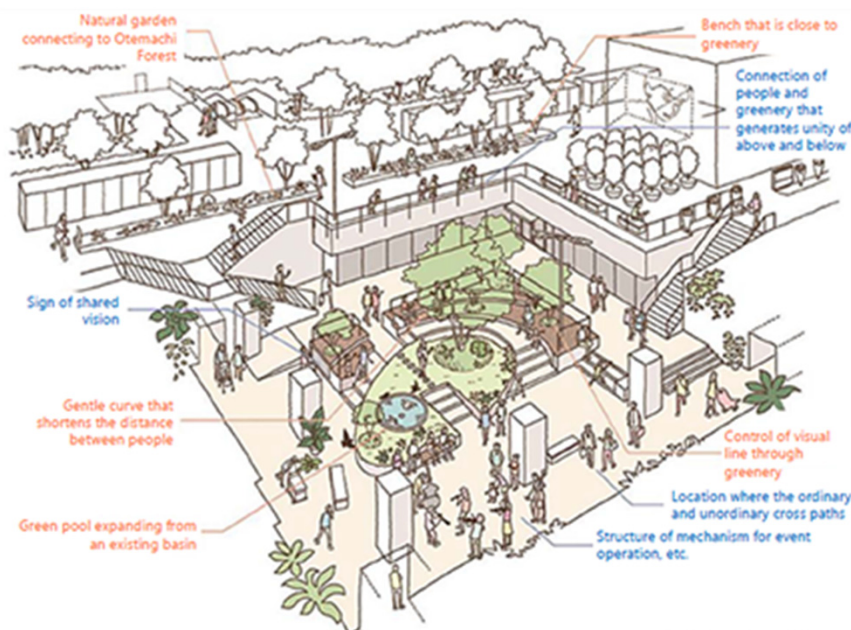 Natural garden
connecting to Otemachi
Forest
Bench that is close to
greenery
Connection of
people and
greenery that
generates unity of
above and below
Sign of shared
vision
Gentle curve that
shortens the distance
between people
Green pool expanding from
an existing basin
Control of visual
line through
greenery
Location where the ordinary
and unordinary cross paths
Structure of mechanism for event
operation, etc.